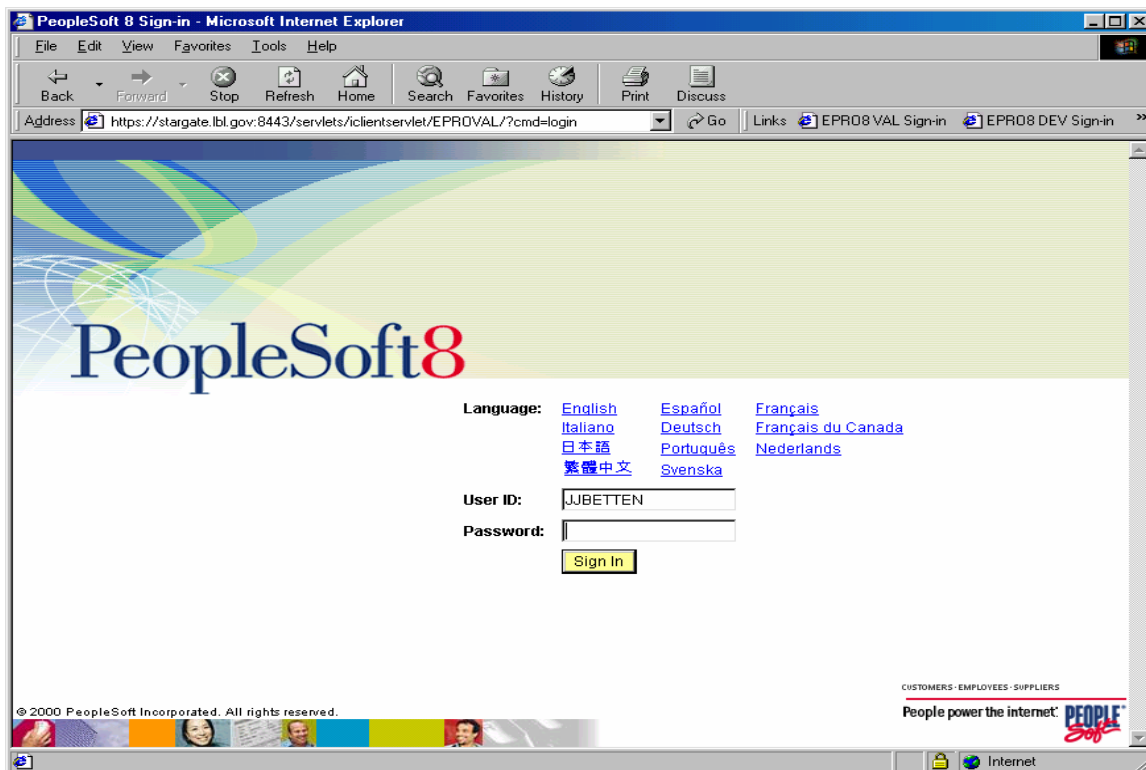 PeopleSoft 8 Sign-in - Microsoft Internet Explorer
File Edit View Favorites Tools Help
Back Forward Stop Refresh Home Search Favorites History Print Discuss
Address https://stargate.lbl.gov:8443/servlets/iclientservlet/EPROVAL/?cmd=login Go Links EPRO8 VAL Sign-in EPRO8 DEV Sign-in »
PeopleSoft8
Language: English Español Français
Italiano Deutsch Français du Canada
日本語 Português Nederlands
繁體中文 Svenska
User ID: JJBETTEN
Password:
Sign In
CUSTOMERS · EMPLOYEES · SUPPLIERS
© 2000 PeopleSoft Incorporated. All rights reserved.
People power the internet.™ PEOPLE Soft
Internet